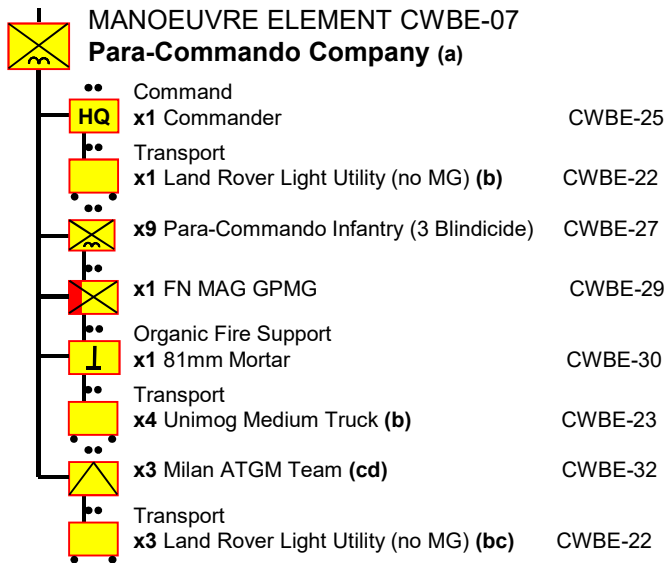 MANOEUVRE ELEMENT CWBE-07
Para-Commando Company (a)
Command
HQ x1 Commander CWBE-25
Transport
x1 Land Rover Light Utility (no MG) (b) CWBE-22
x9 Para-Commando Infantry (3 Blindicide) CWBE-27
x1 FN MAG GPMG CWBE-29
Organic Fire Support
x1 81mm Mortar CWBE-30
Transport
x4 Unimog Medium Truck (b) CWBE-23
x3 Milan ATGM Team (cd) CWBE-32
Transport
x3 Land Rover Light Utility (no MG) (bc) CWBE-22